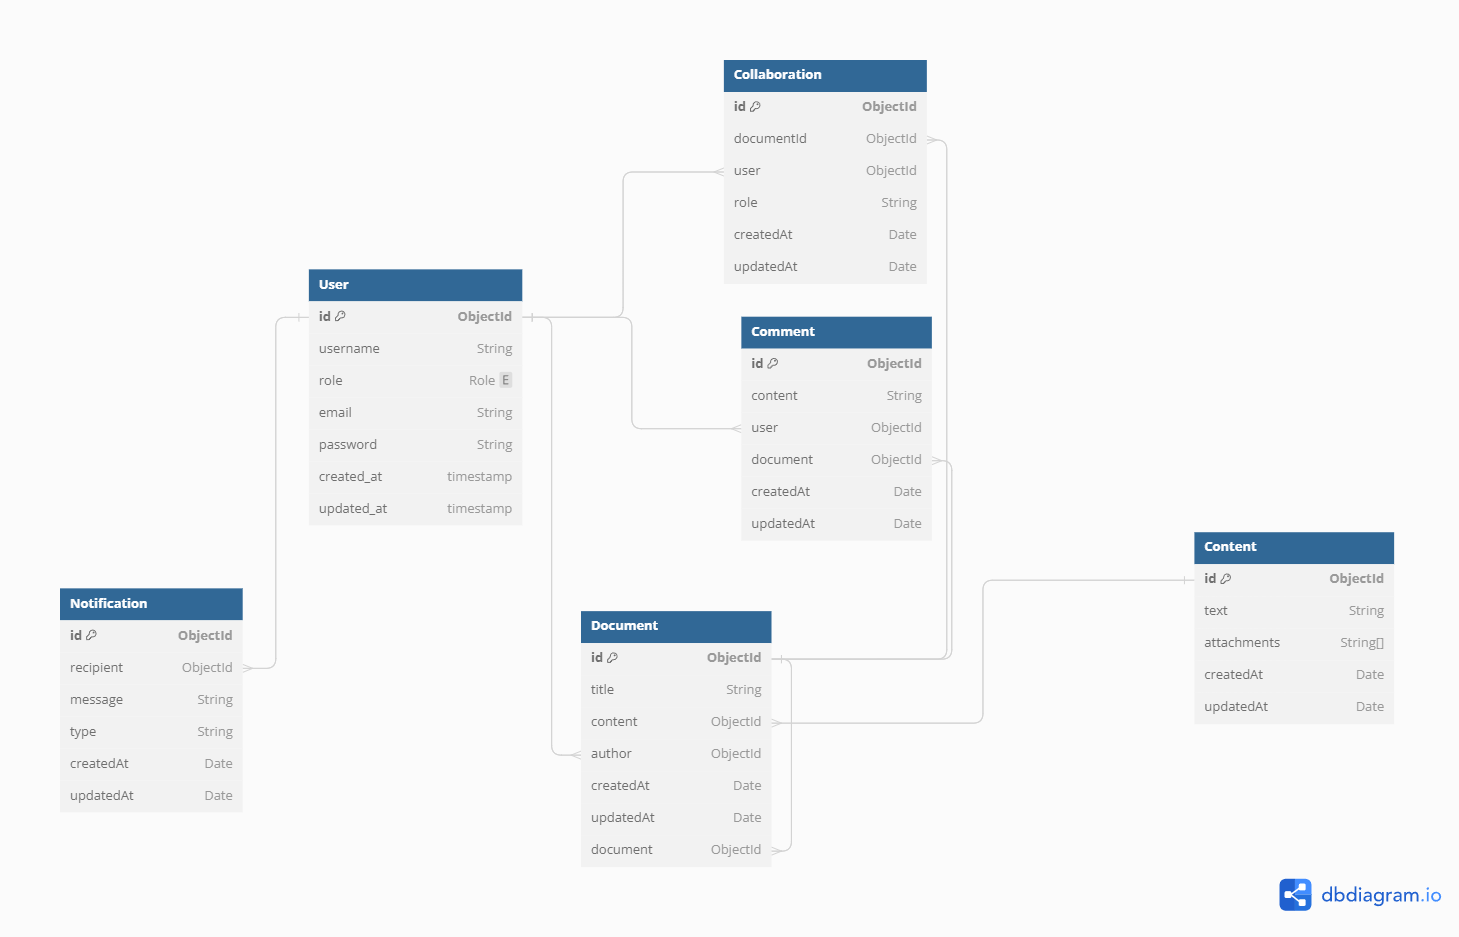 Collaboration
id ObjectId
documentId ObjectId
user ObjectId
role String
createdAt Date
updatedAt Date
User
id ObjectId
username String
role Role E
email String
password String
created_at timestamp
updated_at timestamp
Comment
id ObjectId
content String
user ObjectId
document ObjectId
createdAt Date
updatedAt Date
Content
id ObjectId
text String
attachments String[]
createdAt Date
updatedAt Date
Notification
id ObjectId
recipient ObjectId
message String
type String
createdAt Date
updatedAt Date
Document
id ObjectId
title String
content ObjectId
author ObjectId
createdAt Date
updatedAt Date
document ObjectId
dbdiagram.io